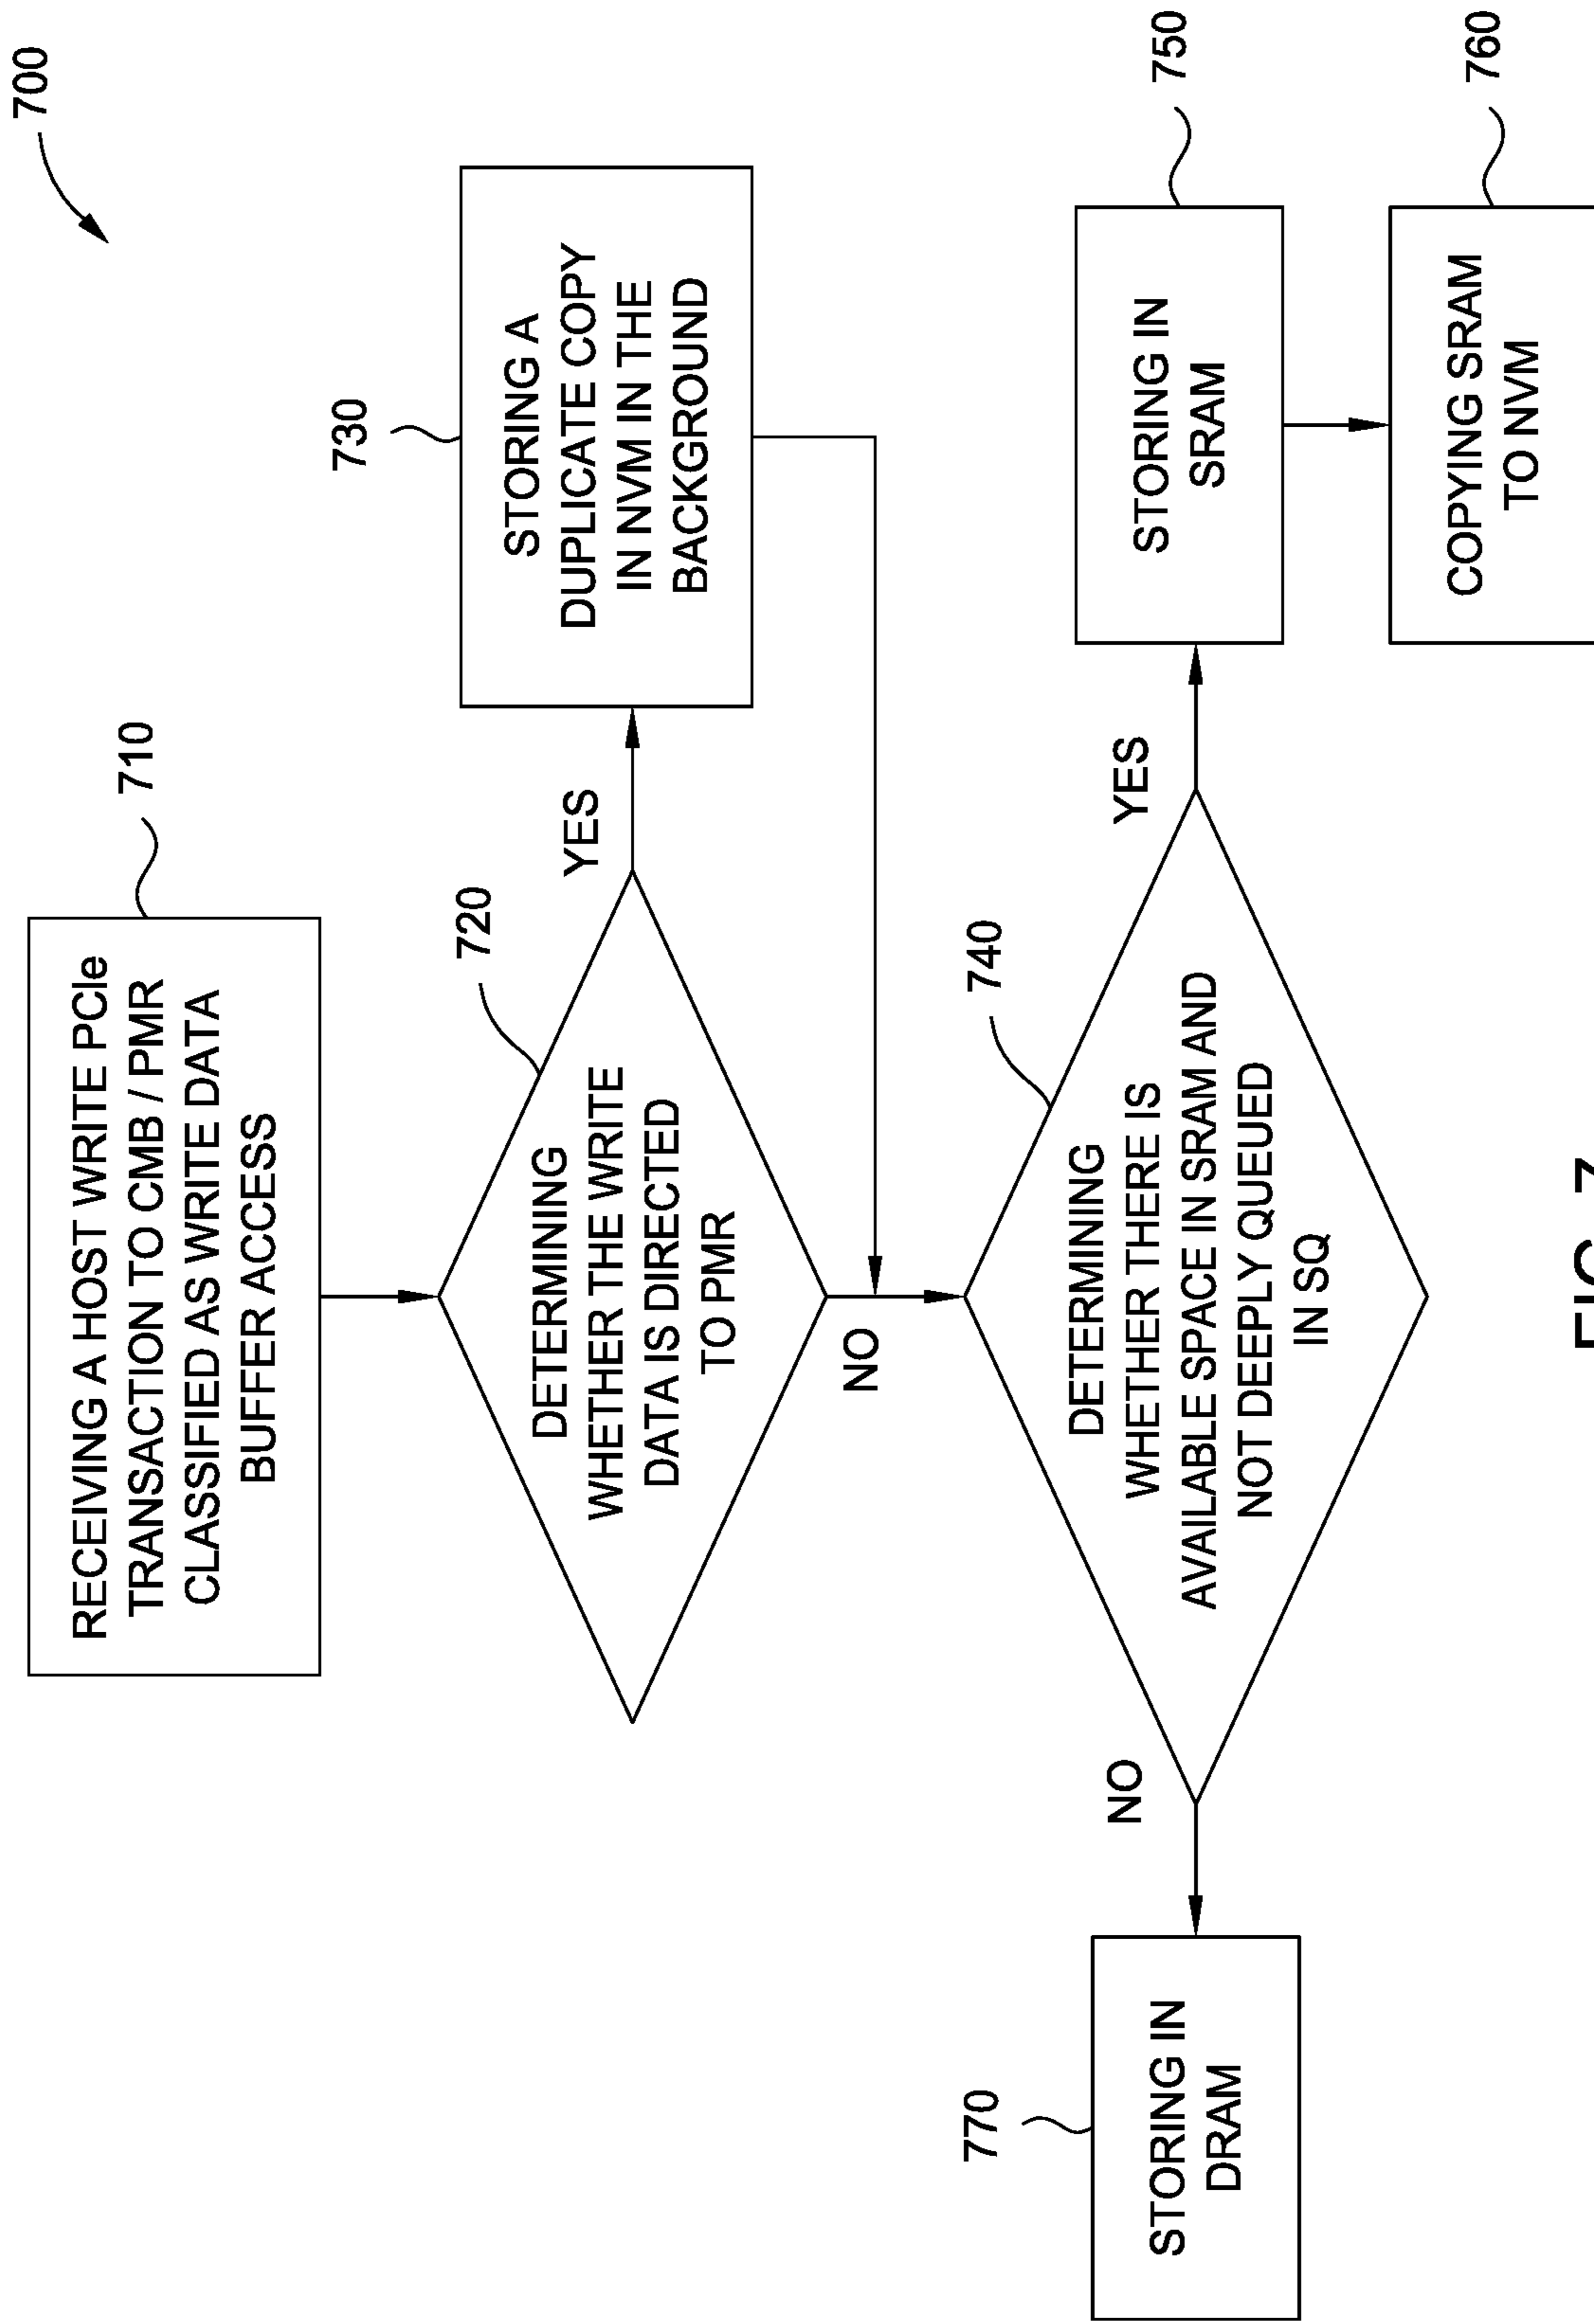 700
RECEIVING A HOST WRITE PCIe
TRANSACTION TO CMB / PMR
CLASSIFIED AS WRITE DATA
BUFFER ACCESS
710
DETERMINING
WHETHER THE WRITE
DATA IS DIRECTED
TO PMR
720
YES
STORING A
DUPLICATE COPY
IN NVM IN THE
BACKGROUND
730
NO
DETERMINING
WHETHER THERE IS
AVAILABLE SPACE IN SRAM AND
NOT DEEPLY QUEUED
IN SQ
740
YES
STORING IN
SRAM
750
COPYING SRAM
TO NVM
760
NO
STORING IN
DRAM
770
FIG. 7